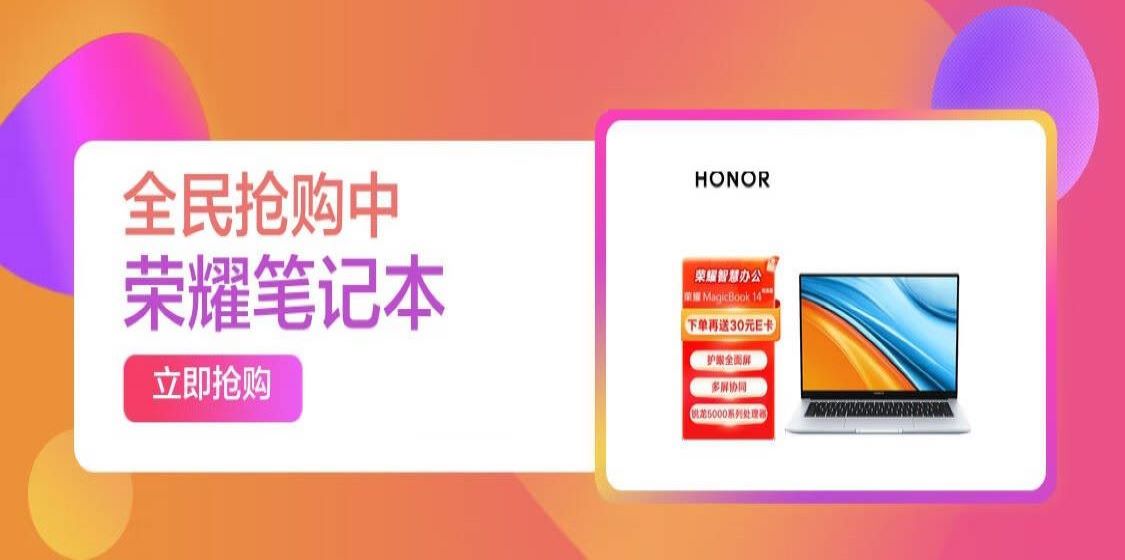 全民抢购中
荣耀笔记本
立即抢购
HONOR
荣耀智慧办公
荣耀 MagicBook 14
下单再送30元E卡
护眼全面屏
多屏协同
锐龙5000系列处理器